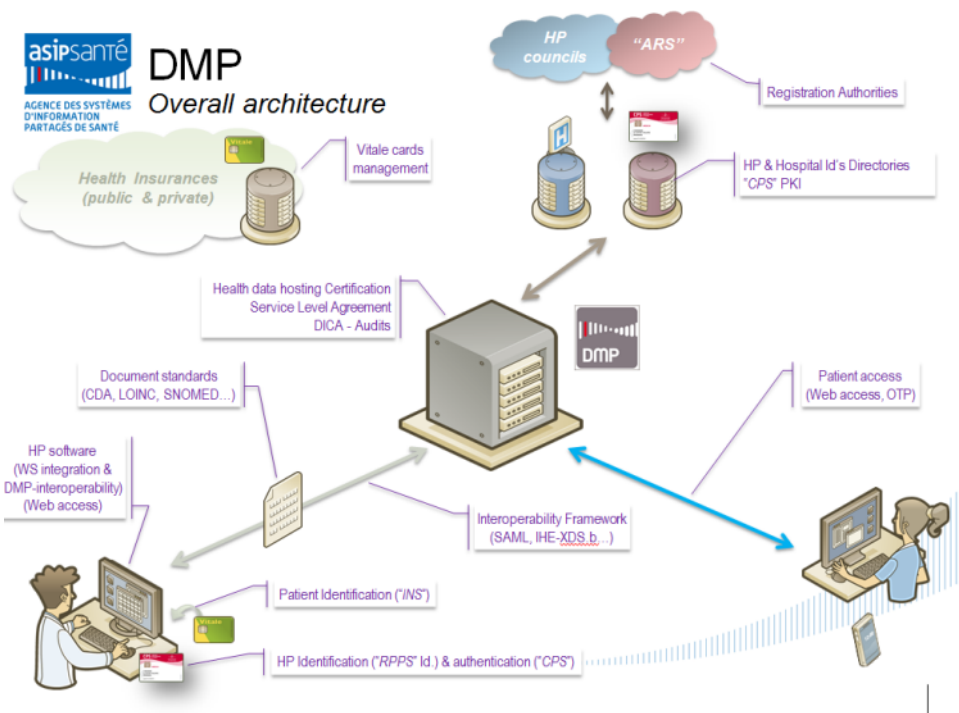 asipsanté
AGENCE DES SYSTÈMES
D'INFORMATION
PARTAGÉS DE SANTÉ
DMP
Overall architecture
HP
councils
"ARS"
Registration Authorities
Vitale
Health Insurances
(public & private)
Vitale cards
management
H
HP & Hospital Id's Directories
"CPS" PKI
Health data hosting Certification
Service Level Agreement
DICA - Audits
DMP
Document standards
(CDA, LOINC, SNOMED…)
Patient access
(Web access, OTP)
HP software
(WS integration &
DMP-interoperability)
(Web access)
Interoperability Framework
(SAML, IHE-XDS.b…)
Patient Identification ("INS")
Vitale
HP Identification ("RPPS" Id.) & authentication ("CPS")